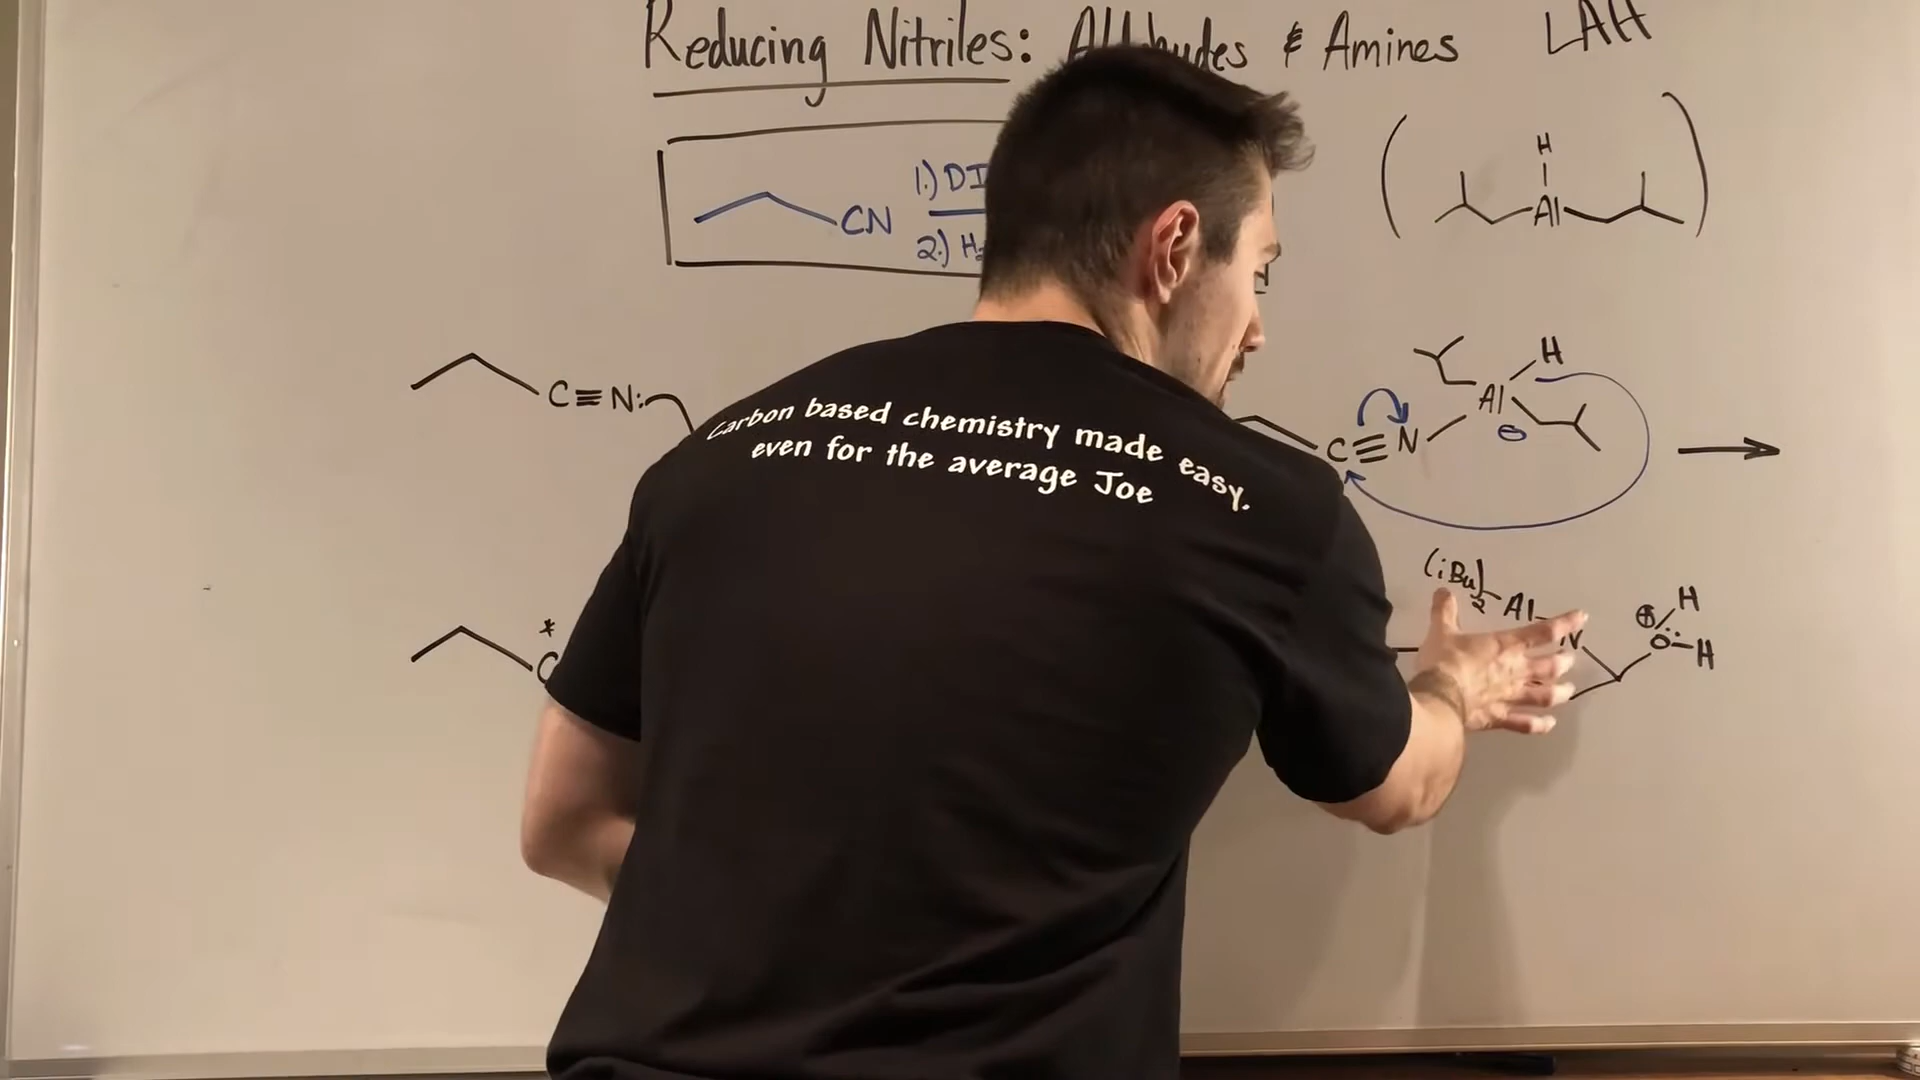 Reducing Nitriles: & Amines LAH
1.) DI
CN
2.) H
H
Al
C≡N:
H
Al
⊖
C≡N
Carbon based chemistry made easy,
even for the average Joe
(iBu)2 Al N
⊕ H
O: H
*
C